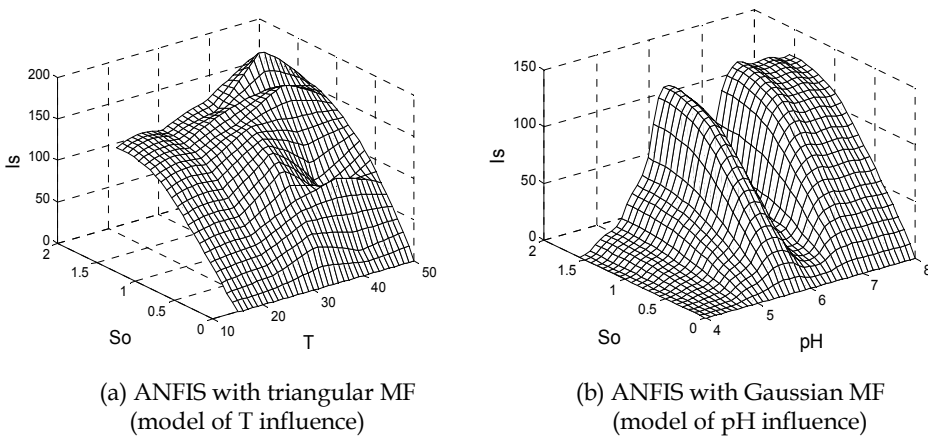 200
150
100
50
0
Is
2
1.5
1
0.5
0
So
10
20
30
40
50
T
150
100
50
0
Is
2
1.5
1
0.5
0
So
4
5
6
7
8
pH
(a) ANFIS with triangular MF
(model of T influence)
(b) ANFIS with Gaussian MF
(model of pH influence)